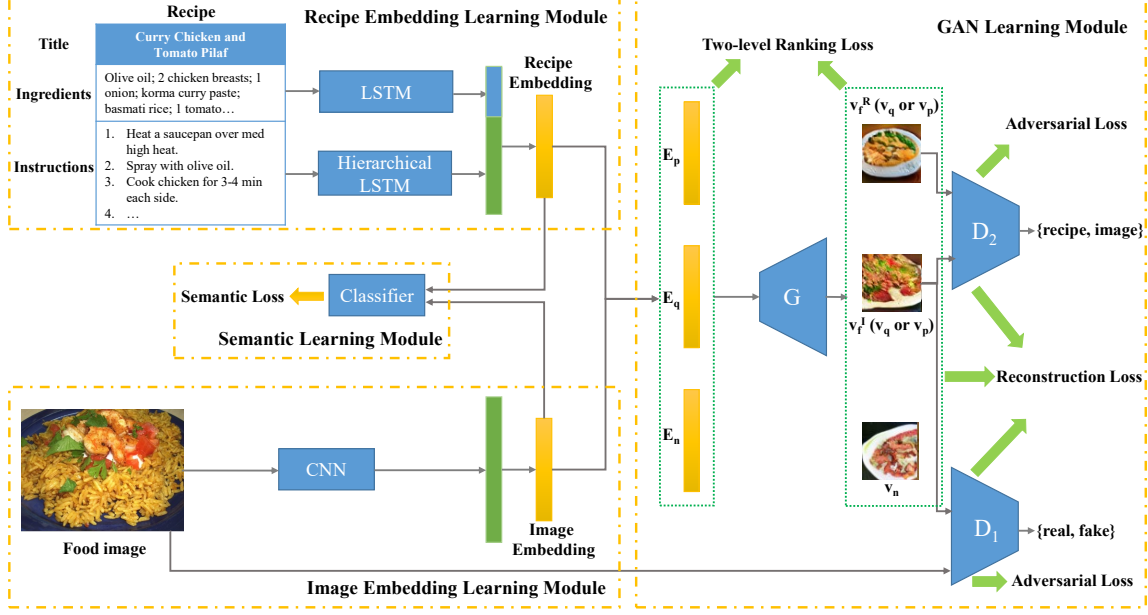 Recipe
Recipe Embedding Learning Module
GAN Learning Module
Title
Curry Chicken and
Tomato Pilaf
Ingredients
Olive oil; 2 chicken breasts; 1
onion; korma curry paste;
basmati rice; 1 tomato…
Instructions
1. Heat a saucepan over med
high heat.
2. Spray with olive oil.
3. Cook chicken for 3-4 min
each side.
4. …
LSTM
Hierarchical
LSTM
Recipe
Embedding
Semantic Loss
Classifier
Semantic Learning Module
Food image
CNN
Image
Embedding
Image Embedding Learning Module
Two-level Ranking Loss
E_p
E_q
E_n
G
v_f^R (v_q or v_p)
v_f^I (v_q or v_p)
v_n
Adversarial Loss
D_2
{recipe, image}
Reconstruction Loss
D_1
{real, fake}
Adversarial Loss